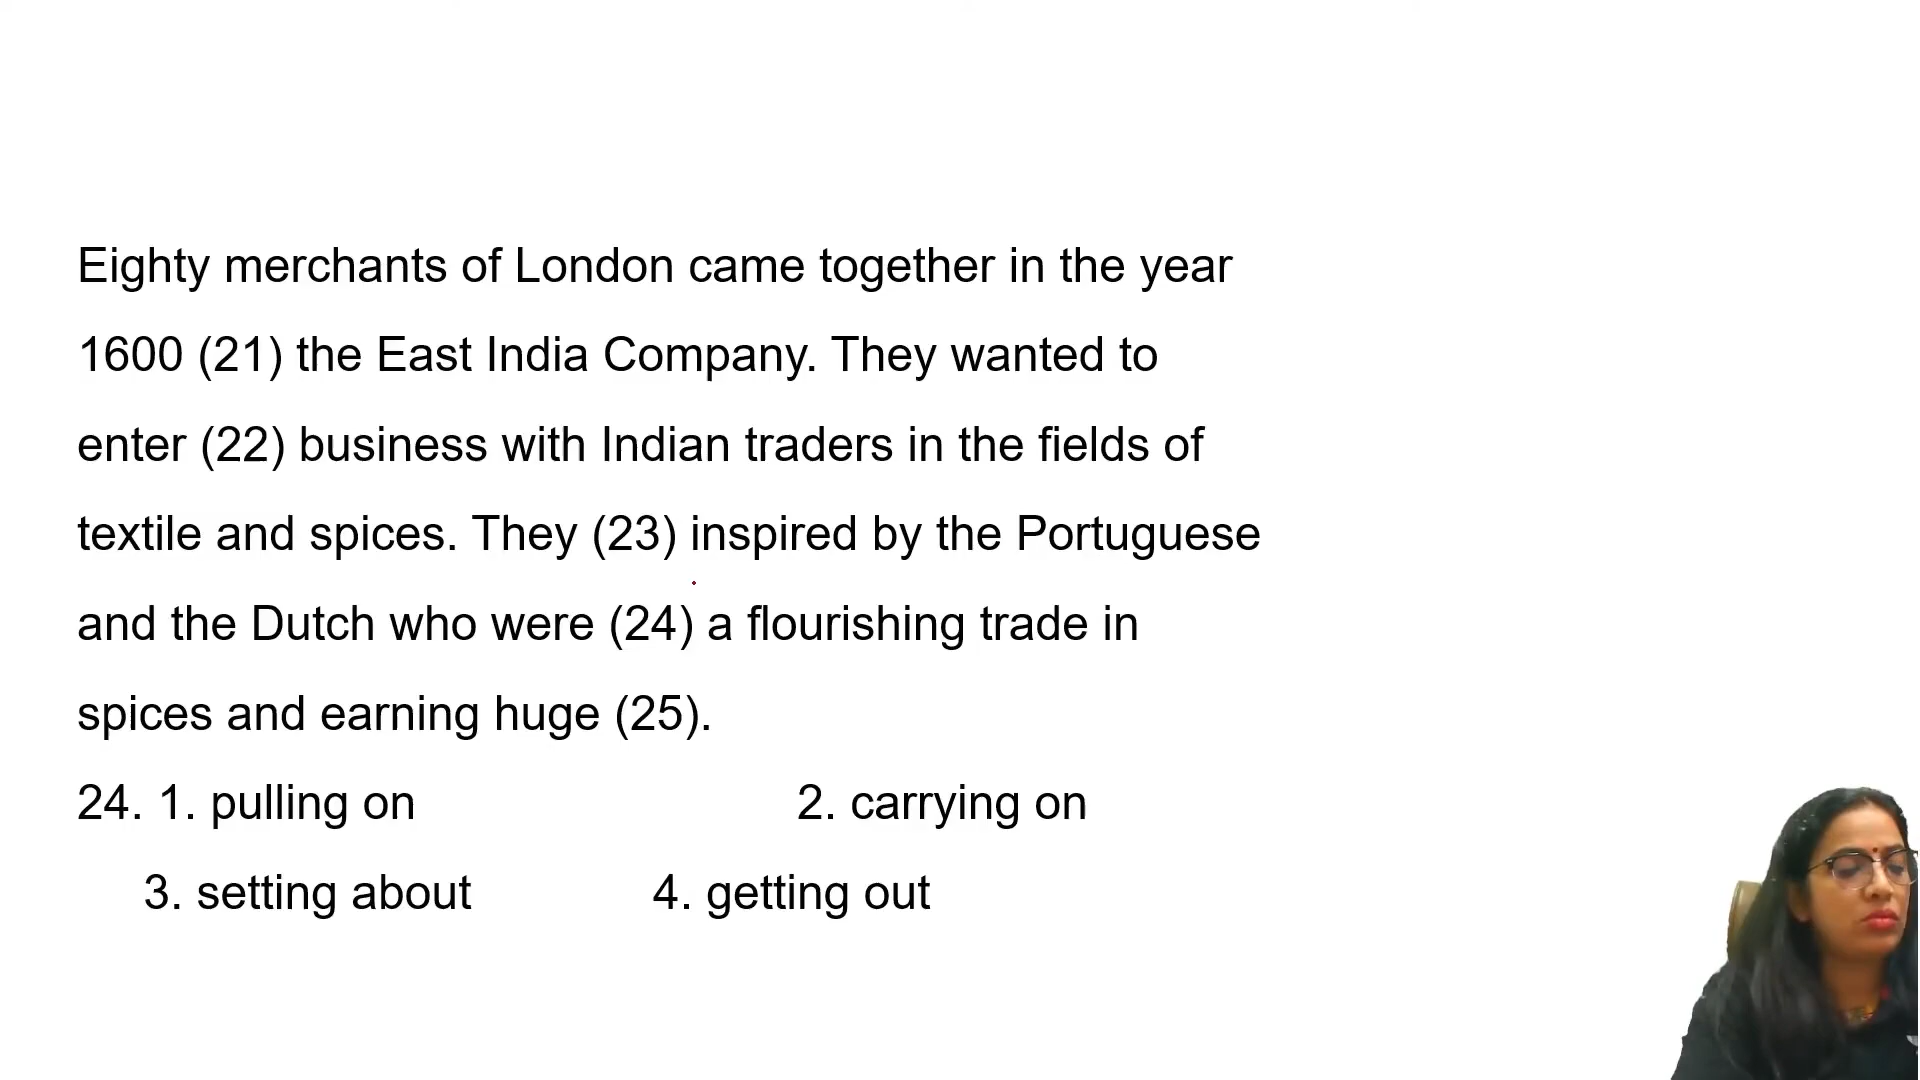 Eighty merchants of London came together in the year
1600 (21) the East India Company. They wanted to
enter (22) business with Indian traders in the fields of
textile and spices. They (23) inspired by the Portuguese
and the Dutch who were (24) a flourishing trade in
spices and earning huge (25).
24. 1. pulling on 2. carrying on
3. setting about 4. getting out